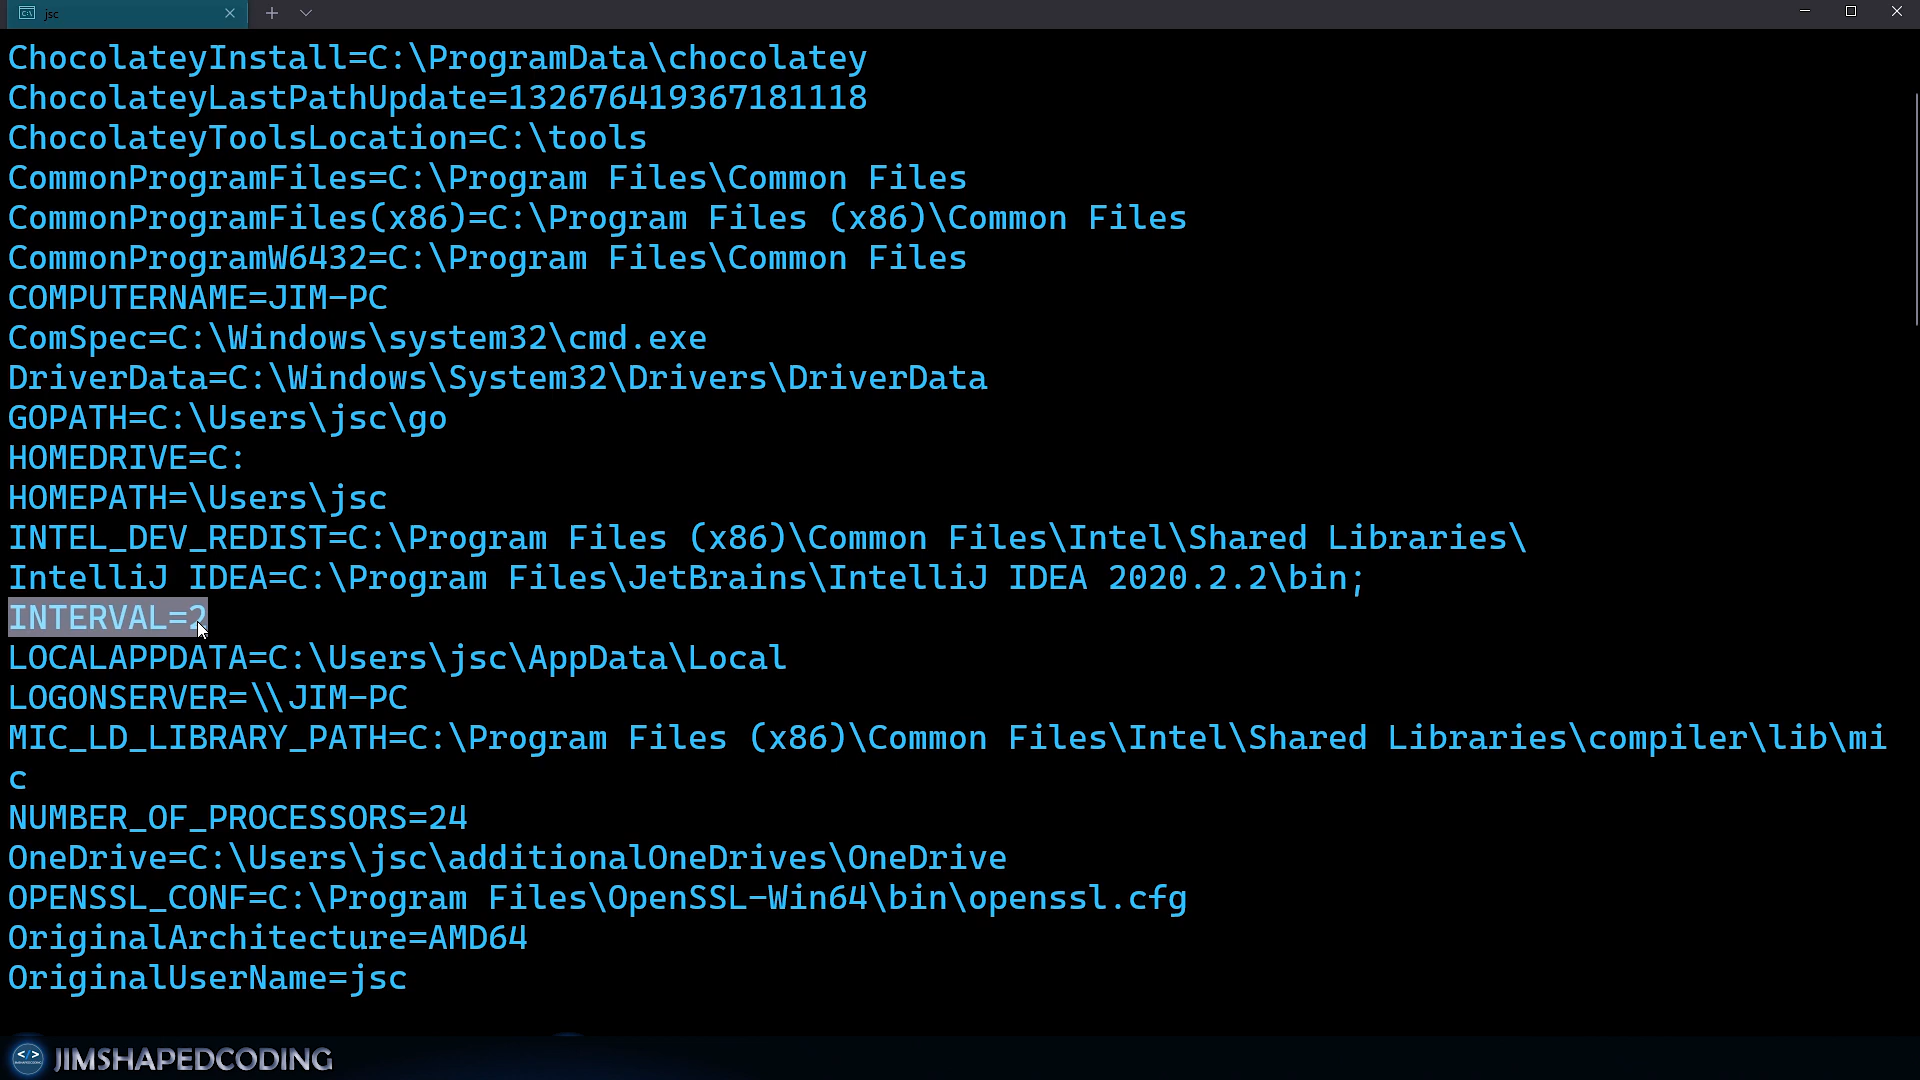 jsc
ChocolateyInstall=C:\ProgramData\chocolatey
ChocolateyLastPathUpdate=132676419367181118
ChocolateyToolsLocation=C:\tools
CommonProgramFiles=C:\Program Files\Common Files
CommonProgramFiles(x86)=C:\Program Files (x86)\Common Files
CommonProgramW6432=C:\Program Files\Common Files
COMPUTERNAME=JIM-PC
ComSpec=C:\Windows\system32\cmd.exe
DriverData=C:\Windows\System32\Drivers\DriverData
GOPATH=C:\Users\jsc\go
HOMEDRIVE=C:
HOMEPATH=\Users\jsc
INTEL_DEV_REDIST=C:\Program Files (x86)\Common Files\Intel\Shared Libraries\
IntelliJ IDEA=C:\Program Files\JetBrains\IntelliJ IDEA 2020.2.2\bin;
INTERVAL=2
LOCALAPPDATA=C:\Users\jsc\AppData\Local
LOGONSERVER=\\JIM-PC
MIC_LD_LIBRARY_PATH=C:\Program Files (x86)\Common Files\Intel\Shared Libraries\compiler\lib\mi
c
NUMBER_OF_PROCESSORS=24
OneDrive=C:\Users\jsc\additionalOneDrives\OneDrive
OPENSSL_CONF=C:\Program Files\OpenSSL-Win64\bin\openssl.cfg
OriginalArchitecture=AMD64
OriginalUserName=jsc
JIMSHAPEDCODING